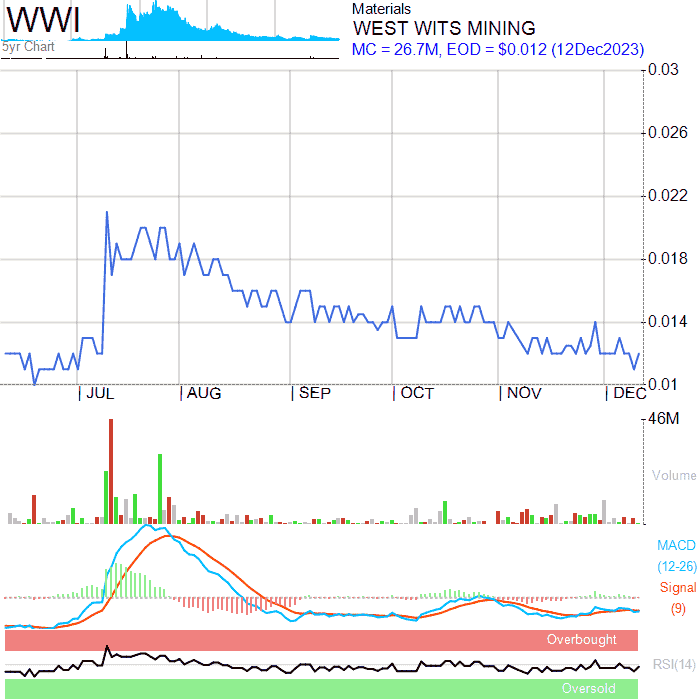 WWI
5yr Chart
Materials
WEST WITS MINING
MC = 26.7M, EOD = $0.012 (12Dec2023)
0.03
0.026
0.022
0.018
0.014
0.01
JUL AUG SEP OCT NOV DEC
46M
Volume
MACD
(12-26)
Signal
(9)
Overbought
RSI(14)
Oversold